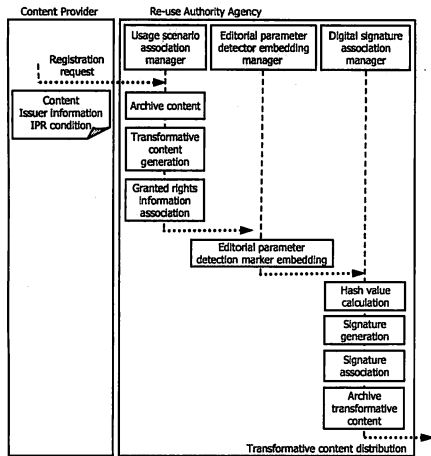 Content Provider
Re-use Authority Agency
Usage scenario
association
manager
Editorial parameter
detector embedding
manager
Digital signature
association
manager
Registration
request
Content
Issuer information
IPR condition
Archive content
Transformative
content
generation
Granted rights
information
association
Editorial parameter
detection marker embedding
Hash value
calculation
Signature
generation
Signature
association
Archive
transformative
content
Transformative content distribution